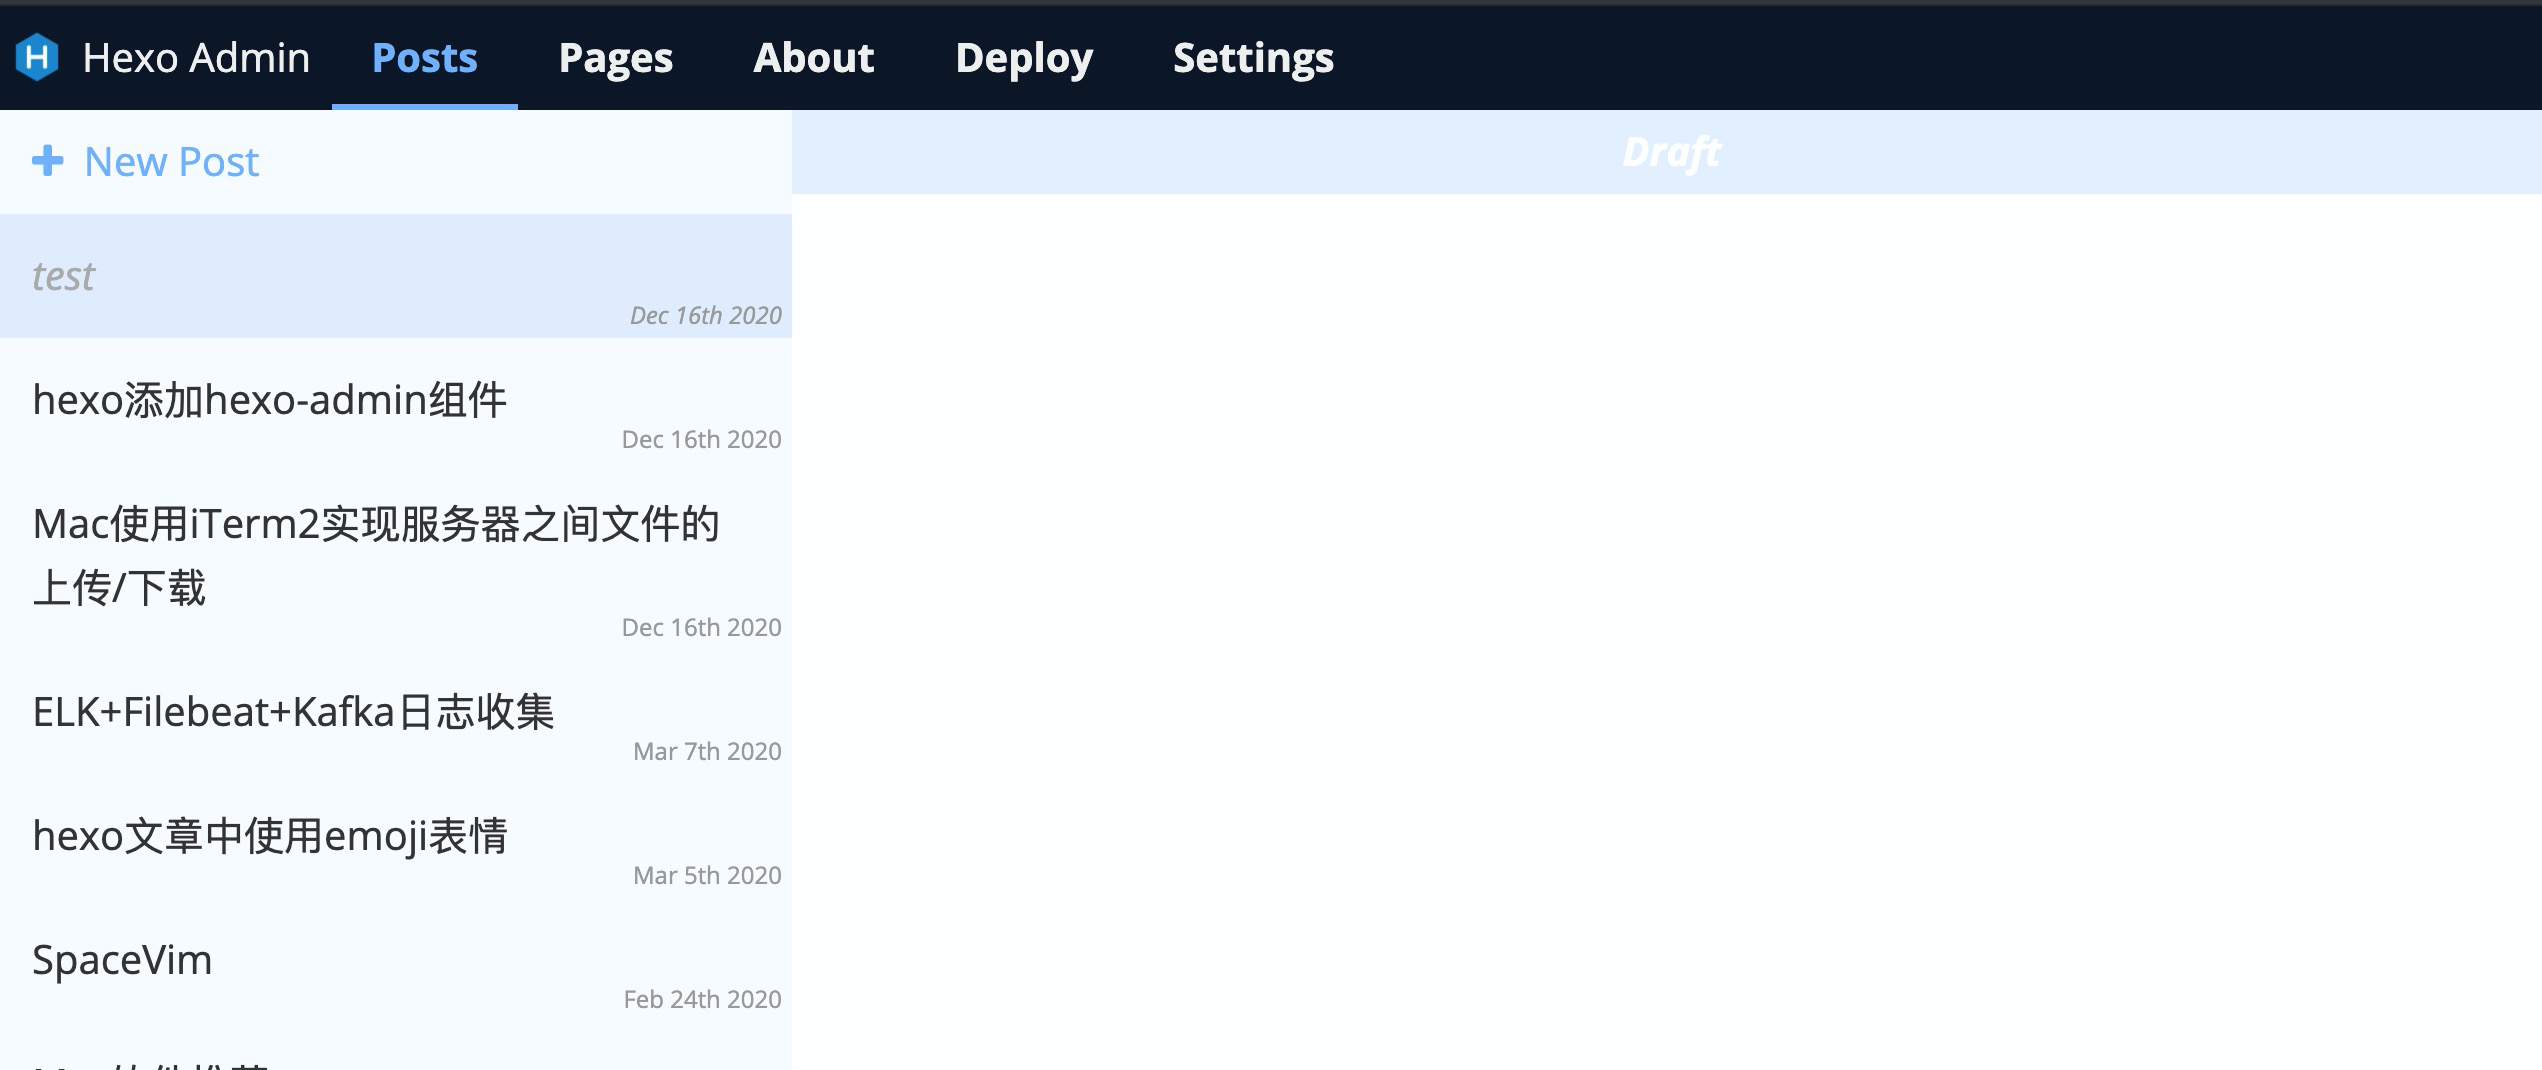 Hexo Admin Posts Pages About Deploy Settings
New Post
Draft
test
Dec 16th 2020
hexo添加hexo-admin组件
Dec 16th 2020
Mac使用iTerm2实现服务器之间文件的
上传/下载
Dec 16th 2020
ELK+Filebeat+Kafka日志收集
Mar 7th 2020
hexo文章中使用emoji表情
Mar 5th 2020
SpaceVim
Feb 24th 2020